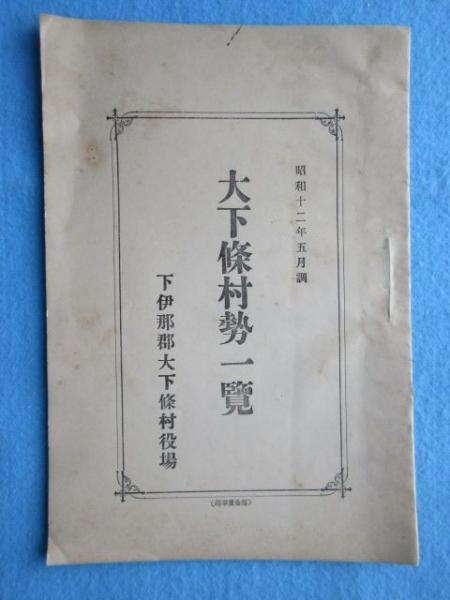 昭和十二年五月調
大下條村勢一覽
下伊那郡大下條村役場